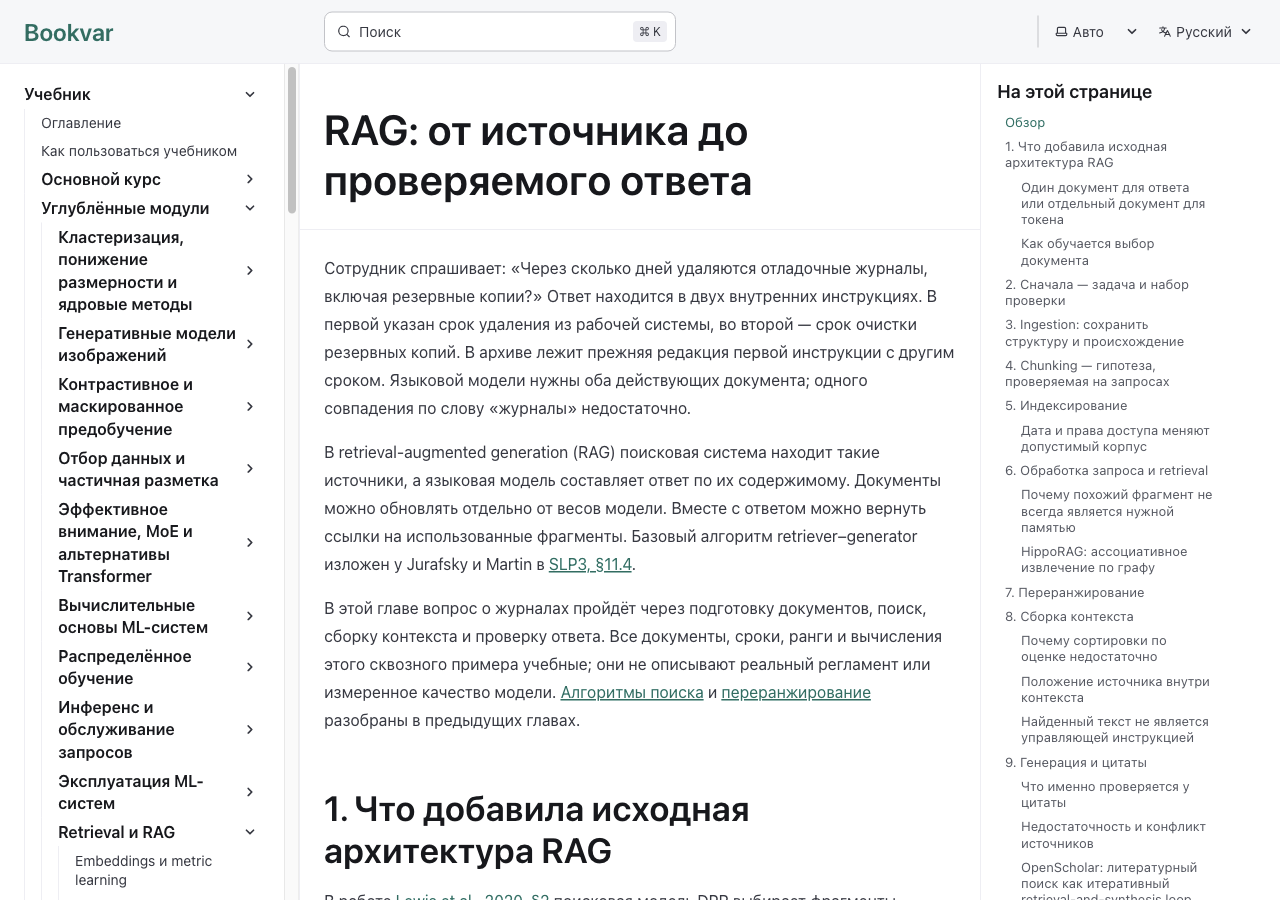 Bookvar
Поиск
⌘ K
Авто
Русский
Учебник
Оглавление
Как пользоваться учебником
Основной курс
Углублённые модули
Кластеризация,
понижение
размерности и
ядровые методы
Генеративные модели
изображений
Контрастивное и
маскированное
предобучение
Отбор данных и
частичная разметка
Эффективное
внимание, MoE и
альтернативы
Transformer
Вычислительные
основы ML-систем
Распределённое
обучение
Инференс и
обслуживание
запросов
Эксплуатация ML-
систем
Retrieval и RAG
Embeddings и metric
learning
RAG: от источника до
проверяемого ответа
Сотрудник спрашивает: «Через сколько дней удаляются отладочные журналы,
включая резервные копии?» Ответ находится в двух внутренних инструкциях. В
первой указан срок удаления из рабочей системы, во второй — срок очистки
резервных копий. В архиве лежит прежняя редакция первой инструкции с другим
сроком. Языковой модели нужны оба действующих документа; одного
совпадения по слову «журналы» недостаточно.
В retrieval-augmented generation (RAG) поисковая система находит такие
источники, а языковая модель составляет ответ по их содержимому. Документы
можно обновлять отдельно от весов модели. Вместе с ответом можно вернуть
ссылки на использованные фрагменты. Базовый алгоритм retriever–generator
изложен у Jurafsky и Martin в SLP3, §11.4.
В этой главе вопрос о журналах пройдёт через подготовку документов, поиск,
сборку контекста и проверку ответа. Все документы, сроки, ранги и вычисления
этого сквозного примера учебные; они не описывают реальный регламент или
измеренное качество модели. Алгоритмы поиска и переранжирование
разобраны в предыдущих главах.
1. Что добавила исходная
архитектура RAG
В работе Lewis et al., 2020, §2 поисковая модель DPR выбирает фрагменты
На этой странице
Обзор
1. Что добавила исходная
архитектура RAG
Один документ для ответа
или отдельный документ для
токена
Как обучается выбор
документа
2. Сначала — задача и набор
проверки
3. Ingestion: сохранить
структуру и происхождение
4. Chunking — гипотеза,
проверяемая на запросах
5. Индексирование
Дата и права доступа меняют
допустимый корпус
6. Обработка запроса и retrieval
Почему похожий фрагмент не
всегда является нужной
памятью
HippoRAG: ассоциативное
извлечение по графу
7. Переранжирование
8. Сборка контекста
Почему сортировки по
оценке недостаточно
Положение источника внутри
контекста
Найденный текст не является
управляющей инструкцией
9. Генерация и цитаты
Что именно проверяется у
цитаты
Недостаточность и конфликт
источников
OpenScholar: литературный
поиск как итеративный
retrieval-and-synthesis loop